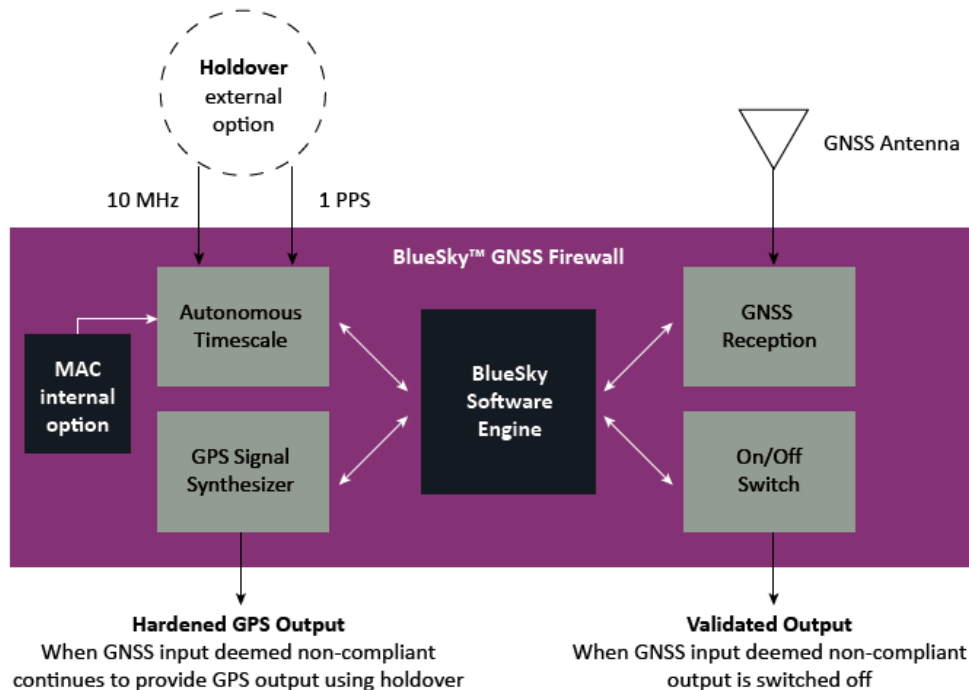 Holdover
external
option
GNSS Antenna
10 MHz
1 PPS
BlueSky™ GNSS Firewall
Autonomous
Timescale
GNSS
Reception
MAC
internal
option
BlueSky
Software
Engine
GPS Signal
Synthesizer
On/Off
Switch
Hardened GPS Output
When GNSS input deemed non-compliant
continues to provide GPS output using holdover
Validated Output
When GNSS input deemed non-compliant
output is switched off